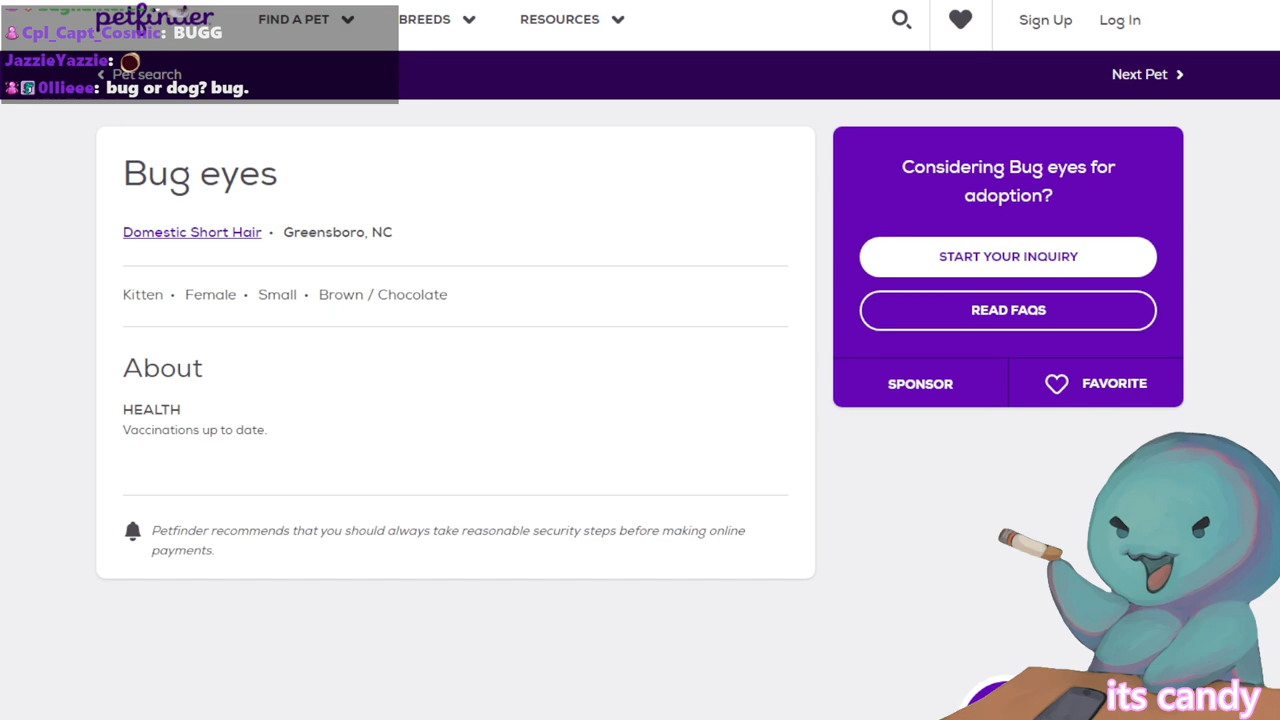 petfinder
FIND A PET
BREEDS
RESOURCES
Sign Up
Log In
Cpl_Capt_Cosmic: BUGG
JazzieYazzie:
Pet search
0llieee: bug or dog? bug.
Next Pet
Bug eyes
Domestic Short Hair • Greensboro, NC
Kitten • Female • Small • Brown / Chocolate
About
HEALTH
Vaccinations up to date.
Petfinder recommends that you should always take reasonable security steps before making online
payments.
Considering Bug eyes for
adoption?
START YOUR INQUIRY
READ FAQS
SPONSOR
FAVORITE
its candy